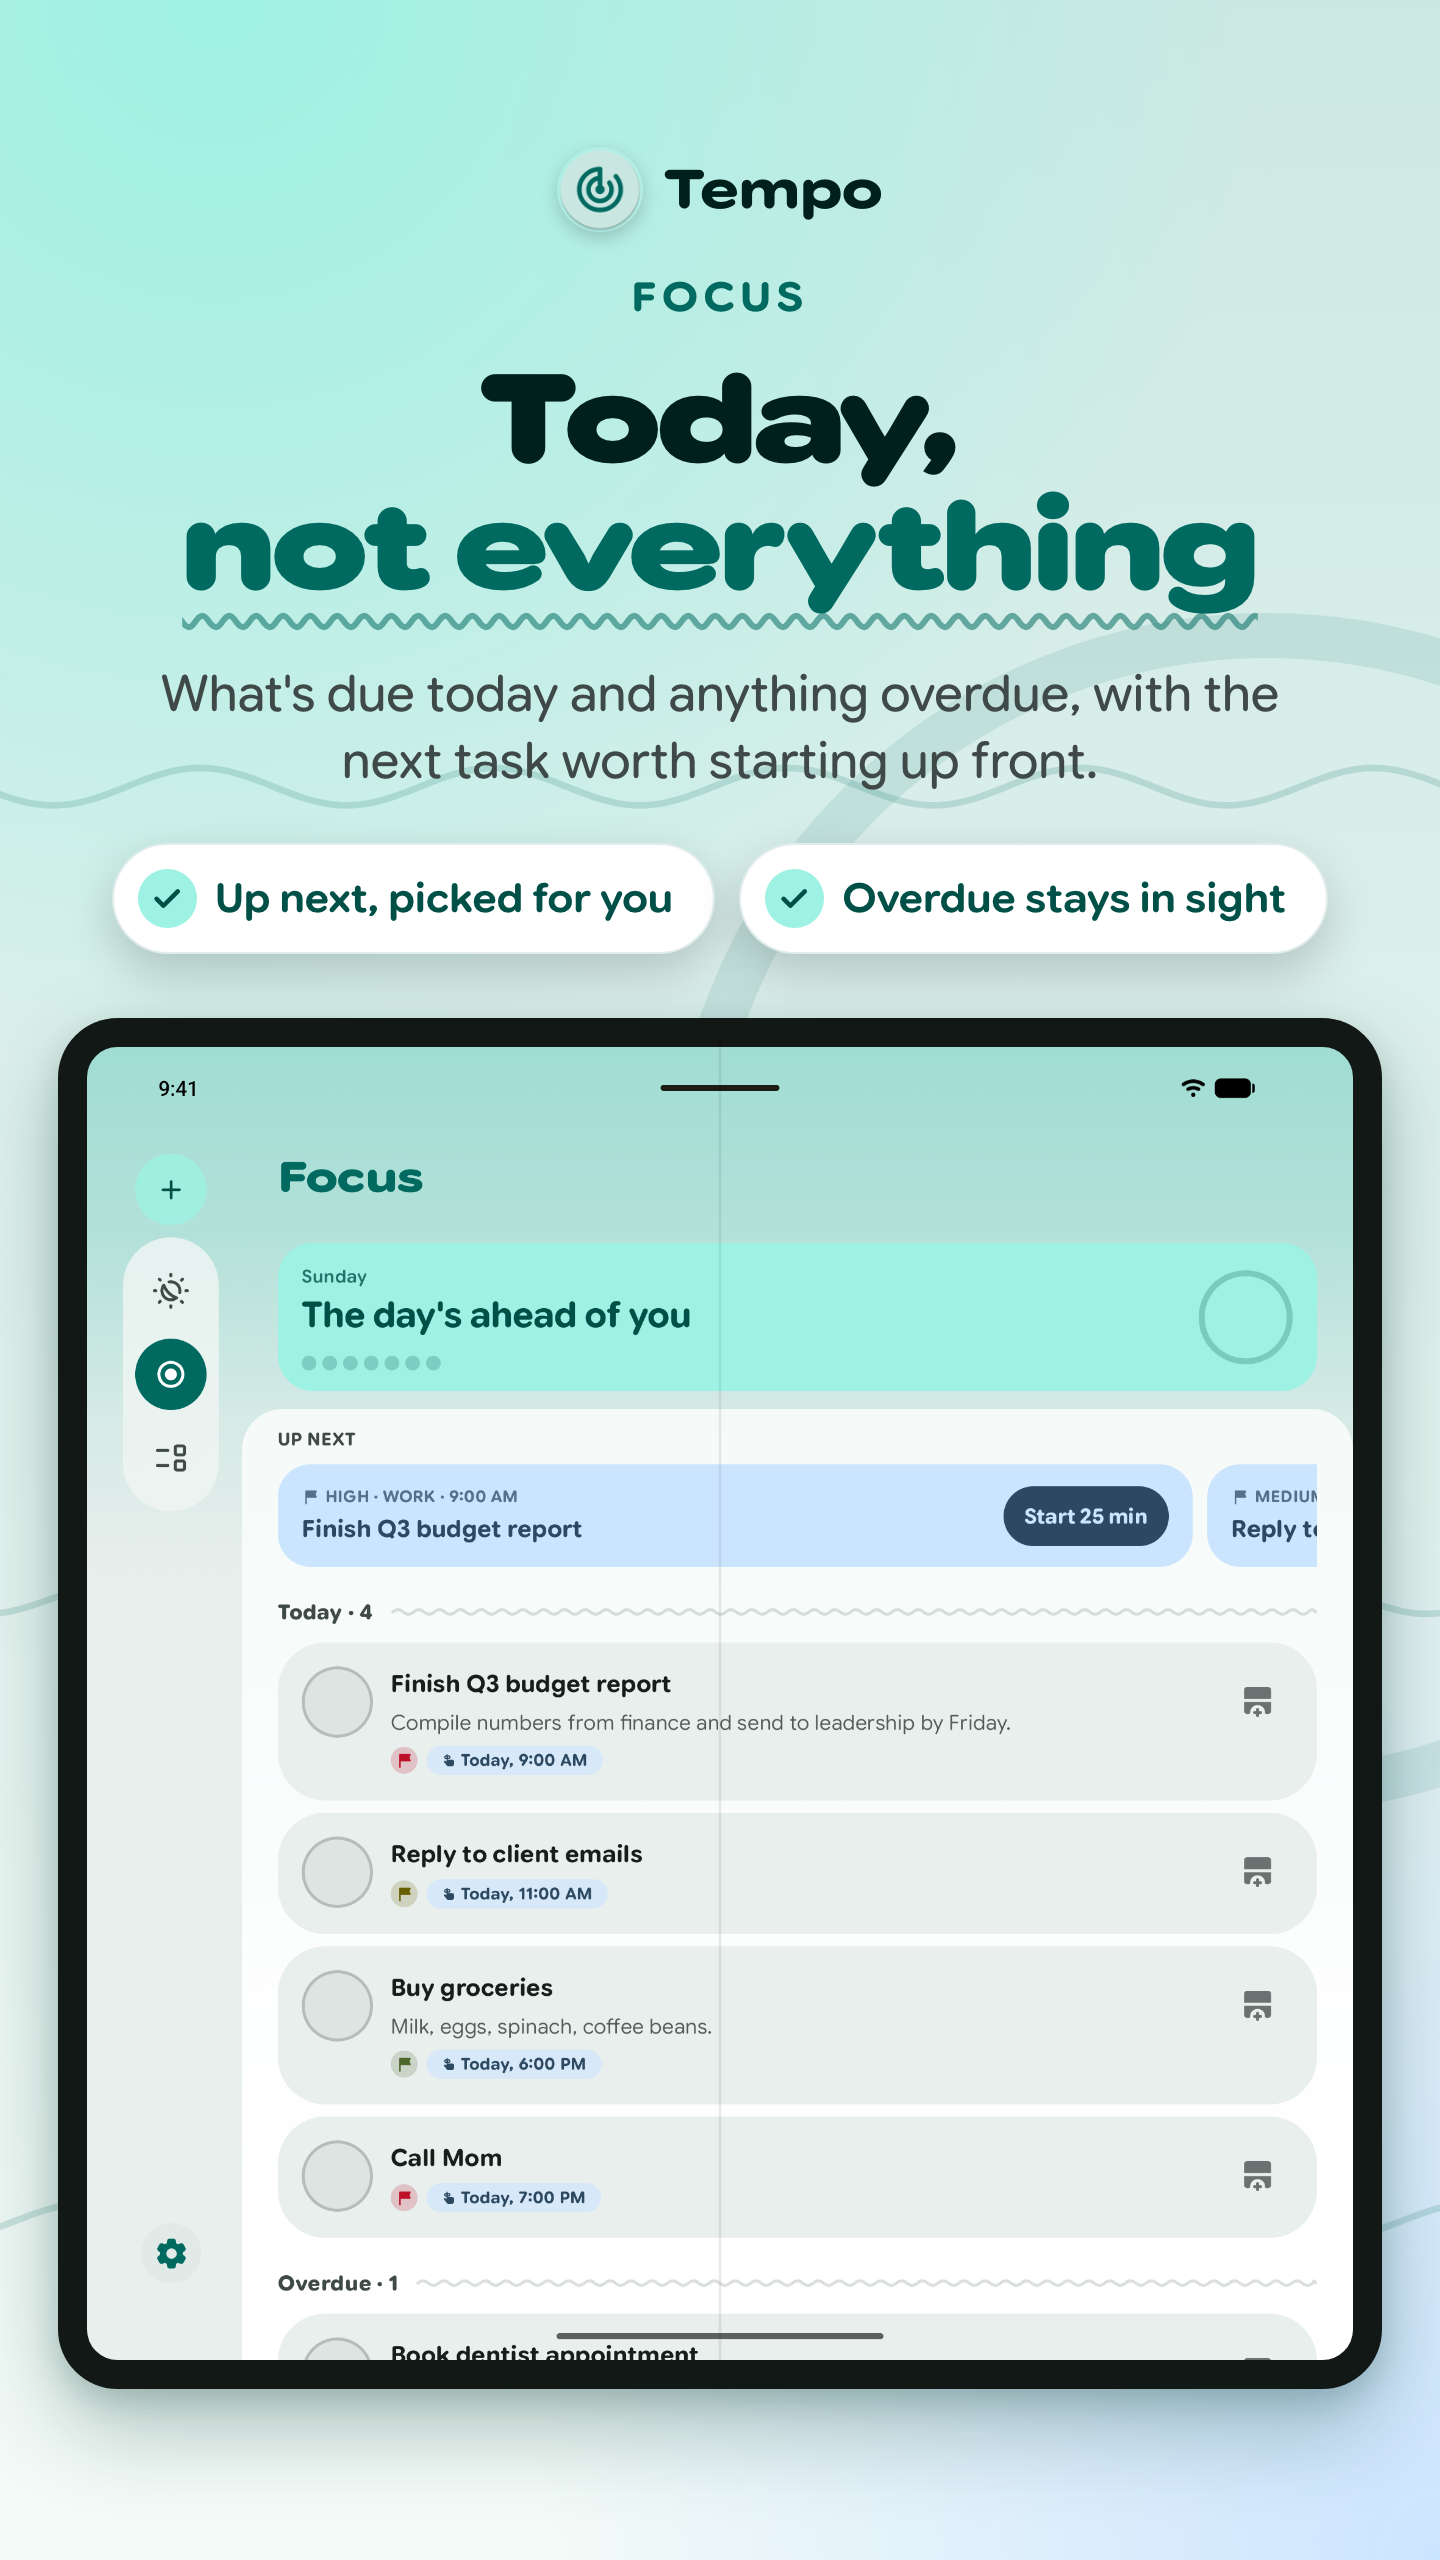 Tempo
FOCUS
Today,
not everything
What's due today and anything overdue, with the
next task worth starting up front.
Up next, picked for you
Overdue stays in sight
9:41
Focus
Sunday
The day's ahead of you
UP NEXT
HIGH · WORK · 9:00 AM
Finish Q3 budget report
Start 25 min
Reply
Today · 4
Finish Q3 budget report
Compile numbers from finance and send to leadership by Friday.
Today, 9:00 AM
Reply to client emails
Today, 11:00 AM
Buy groceries
Milk, eggs, spinach, coffee beans.
Today, 6:00 PM
Call Mom
Today, 7:00 PM
Overdue · 1
Book dentist appointment